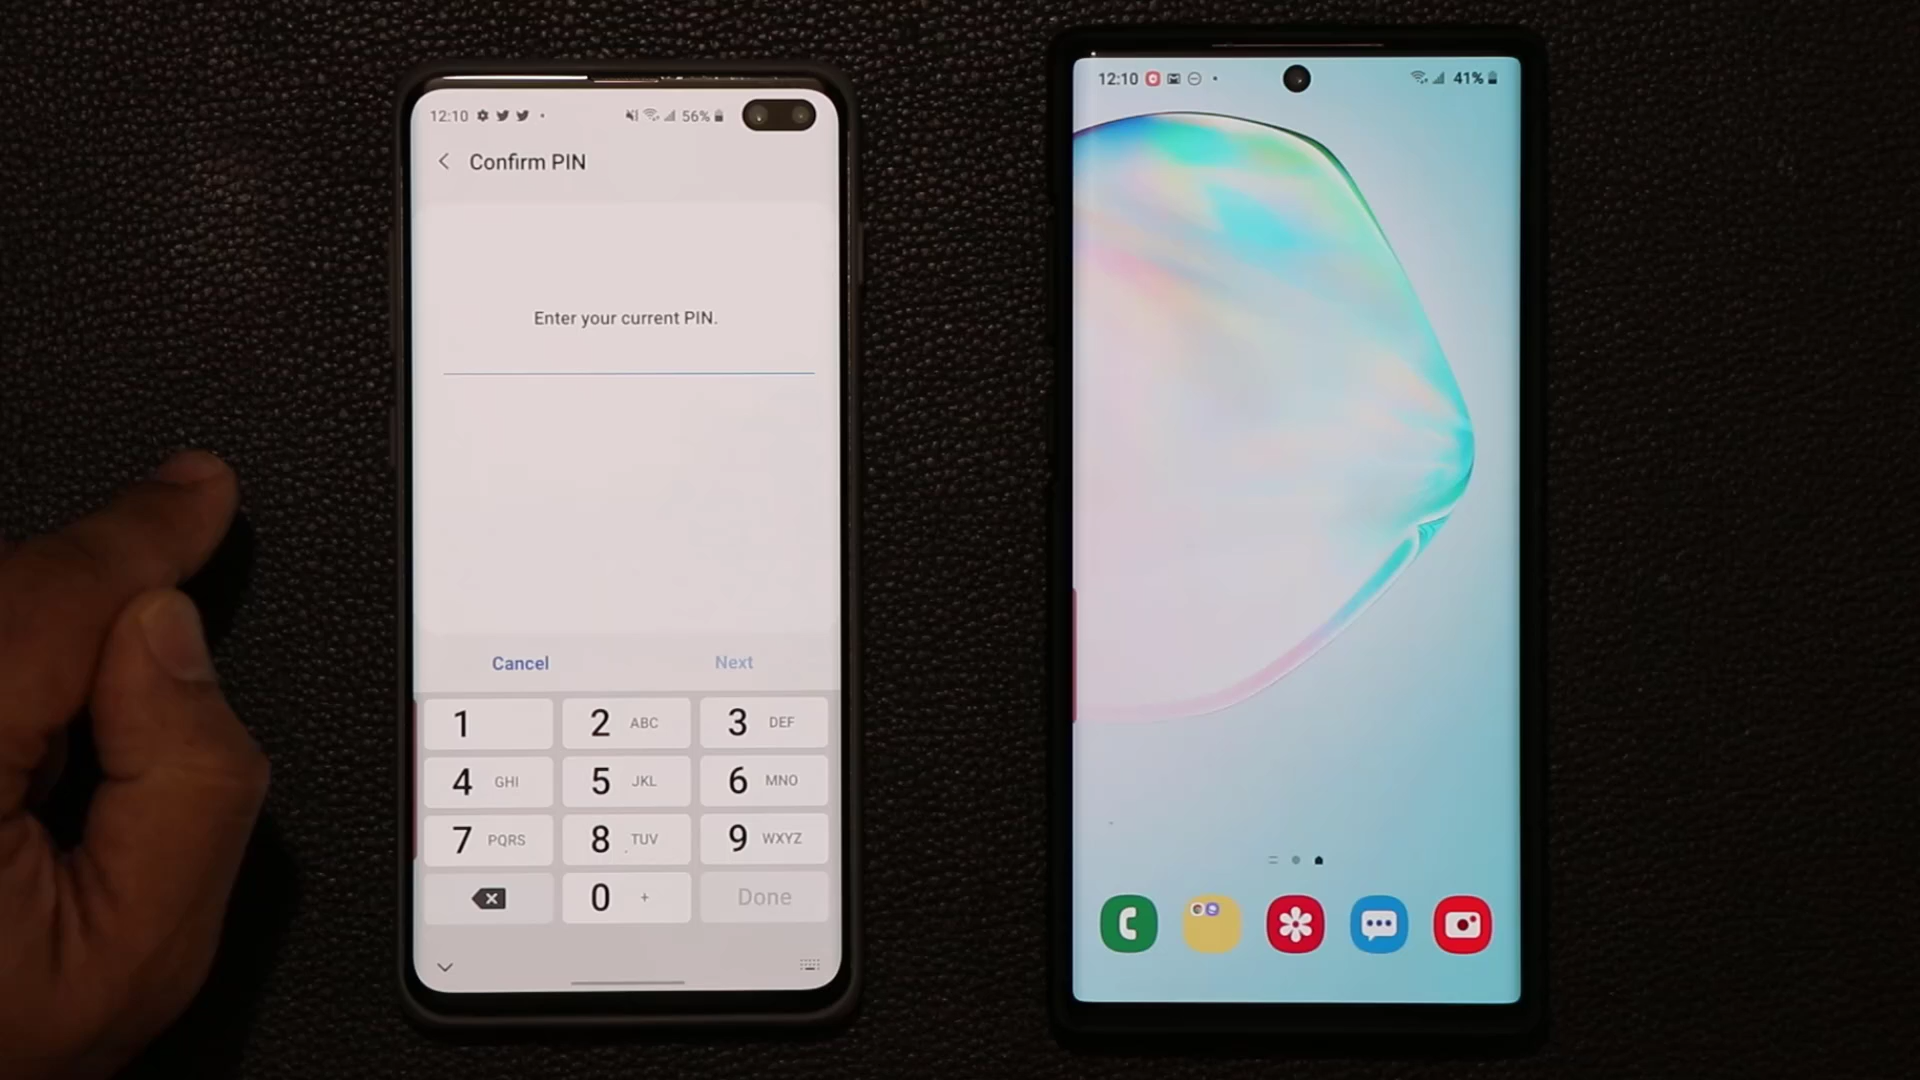 12:10
56%
Confirm PIN
Enter your current PIN.
Cancel
Next
1
2 ABC
3 DEF
4 GHI
5 JKL
6 MNO
7 PQRS
8 TUV
9 WXYZ
0 +
Done
12:10
41%